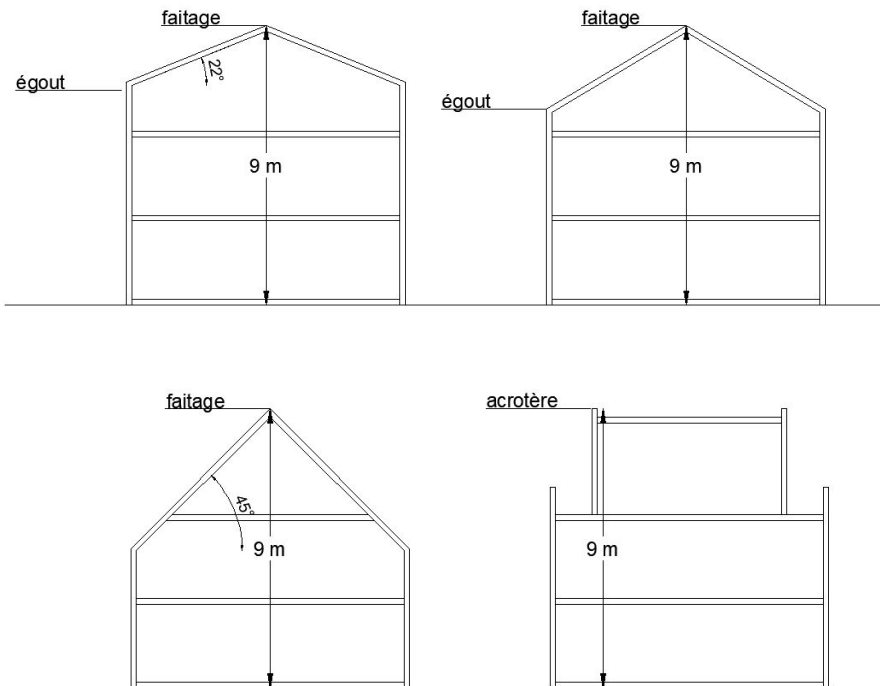 faitage
faitage
22°
égout
égout
9 m
9 m
faitage
acrotère
45°
9 m
9 m